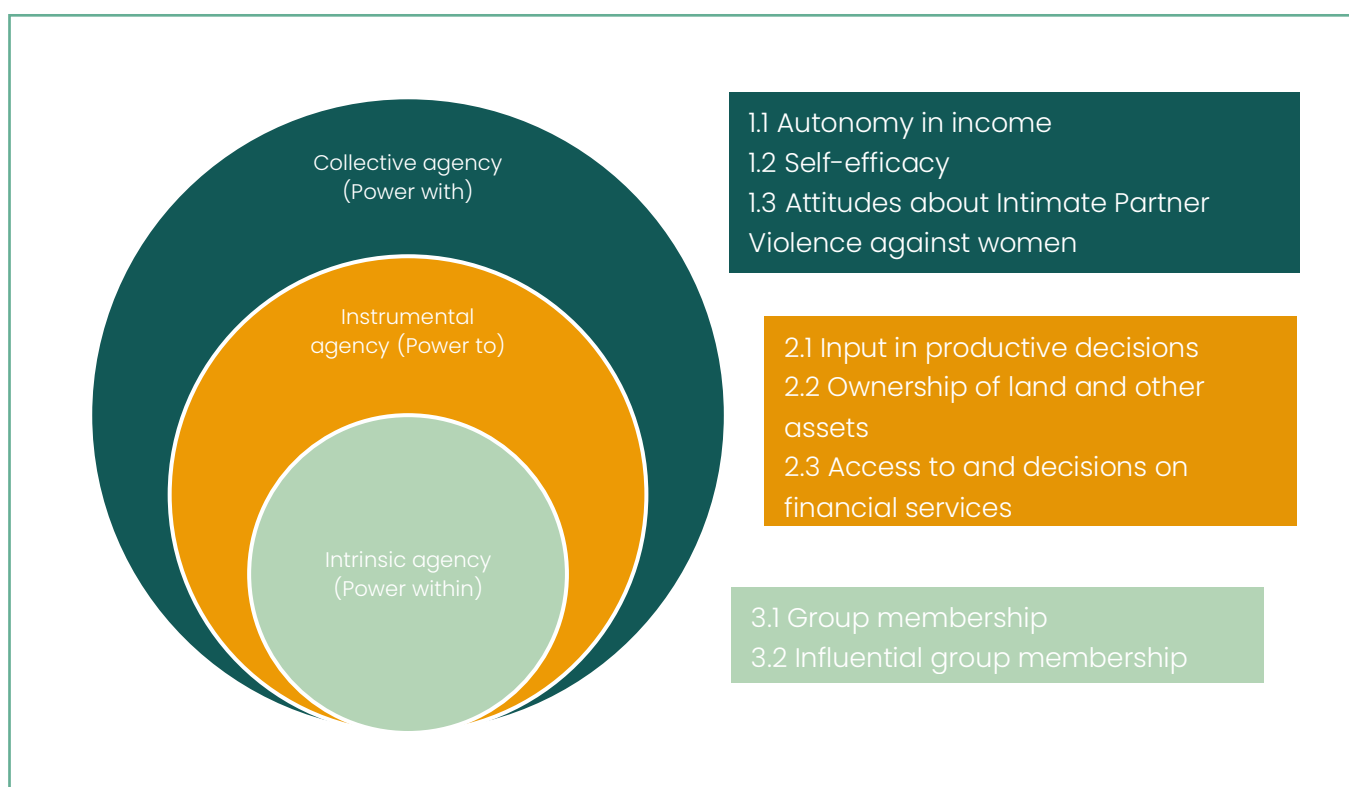 Collective agency
(Power with)
Instrumental
agency (Power to)
Intrinsic agency
(Power within)
1.1 Autonomy in income
1.2 Self-efficacy
1.3 Attitudes about Intimate Partner
Violence against women
2.1 Input in productive decisions
2.2 Ownership of land and other
assets
2.3 Access to and decisions on
financial services
3.1 Group membership
3.2 Influential group membership